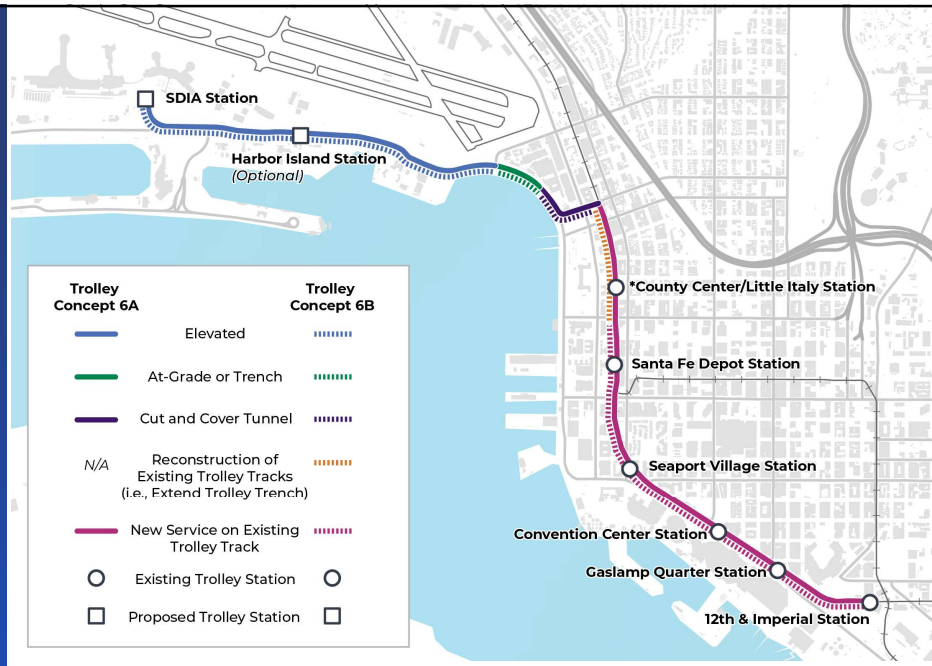 SDIA Station
Harbor Island Station
(Optional)
*County Center/Little Italy Station
Santa Fe Depot Station
Seaport Village Station
Convention Center Station
Gaslamp Quarter Station
12th & Imperial Station
Trolley
Concept 6A
Trolley
Concept 6B
Elevated
At-Grade or Trench
Cut and Cover Tunnel
N/A
Reconstruction of
Existing Trolley Tracks
(i.e., Extend Trolley Trench)
New Service on Existing
Trolley Track
Existing Trolley Station
Proposed Trolley Station